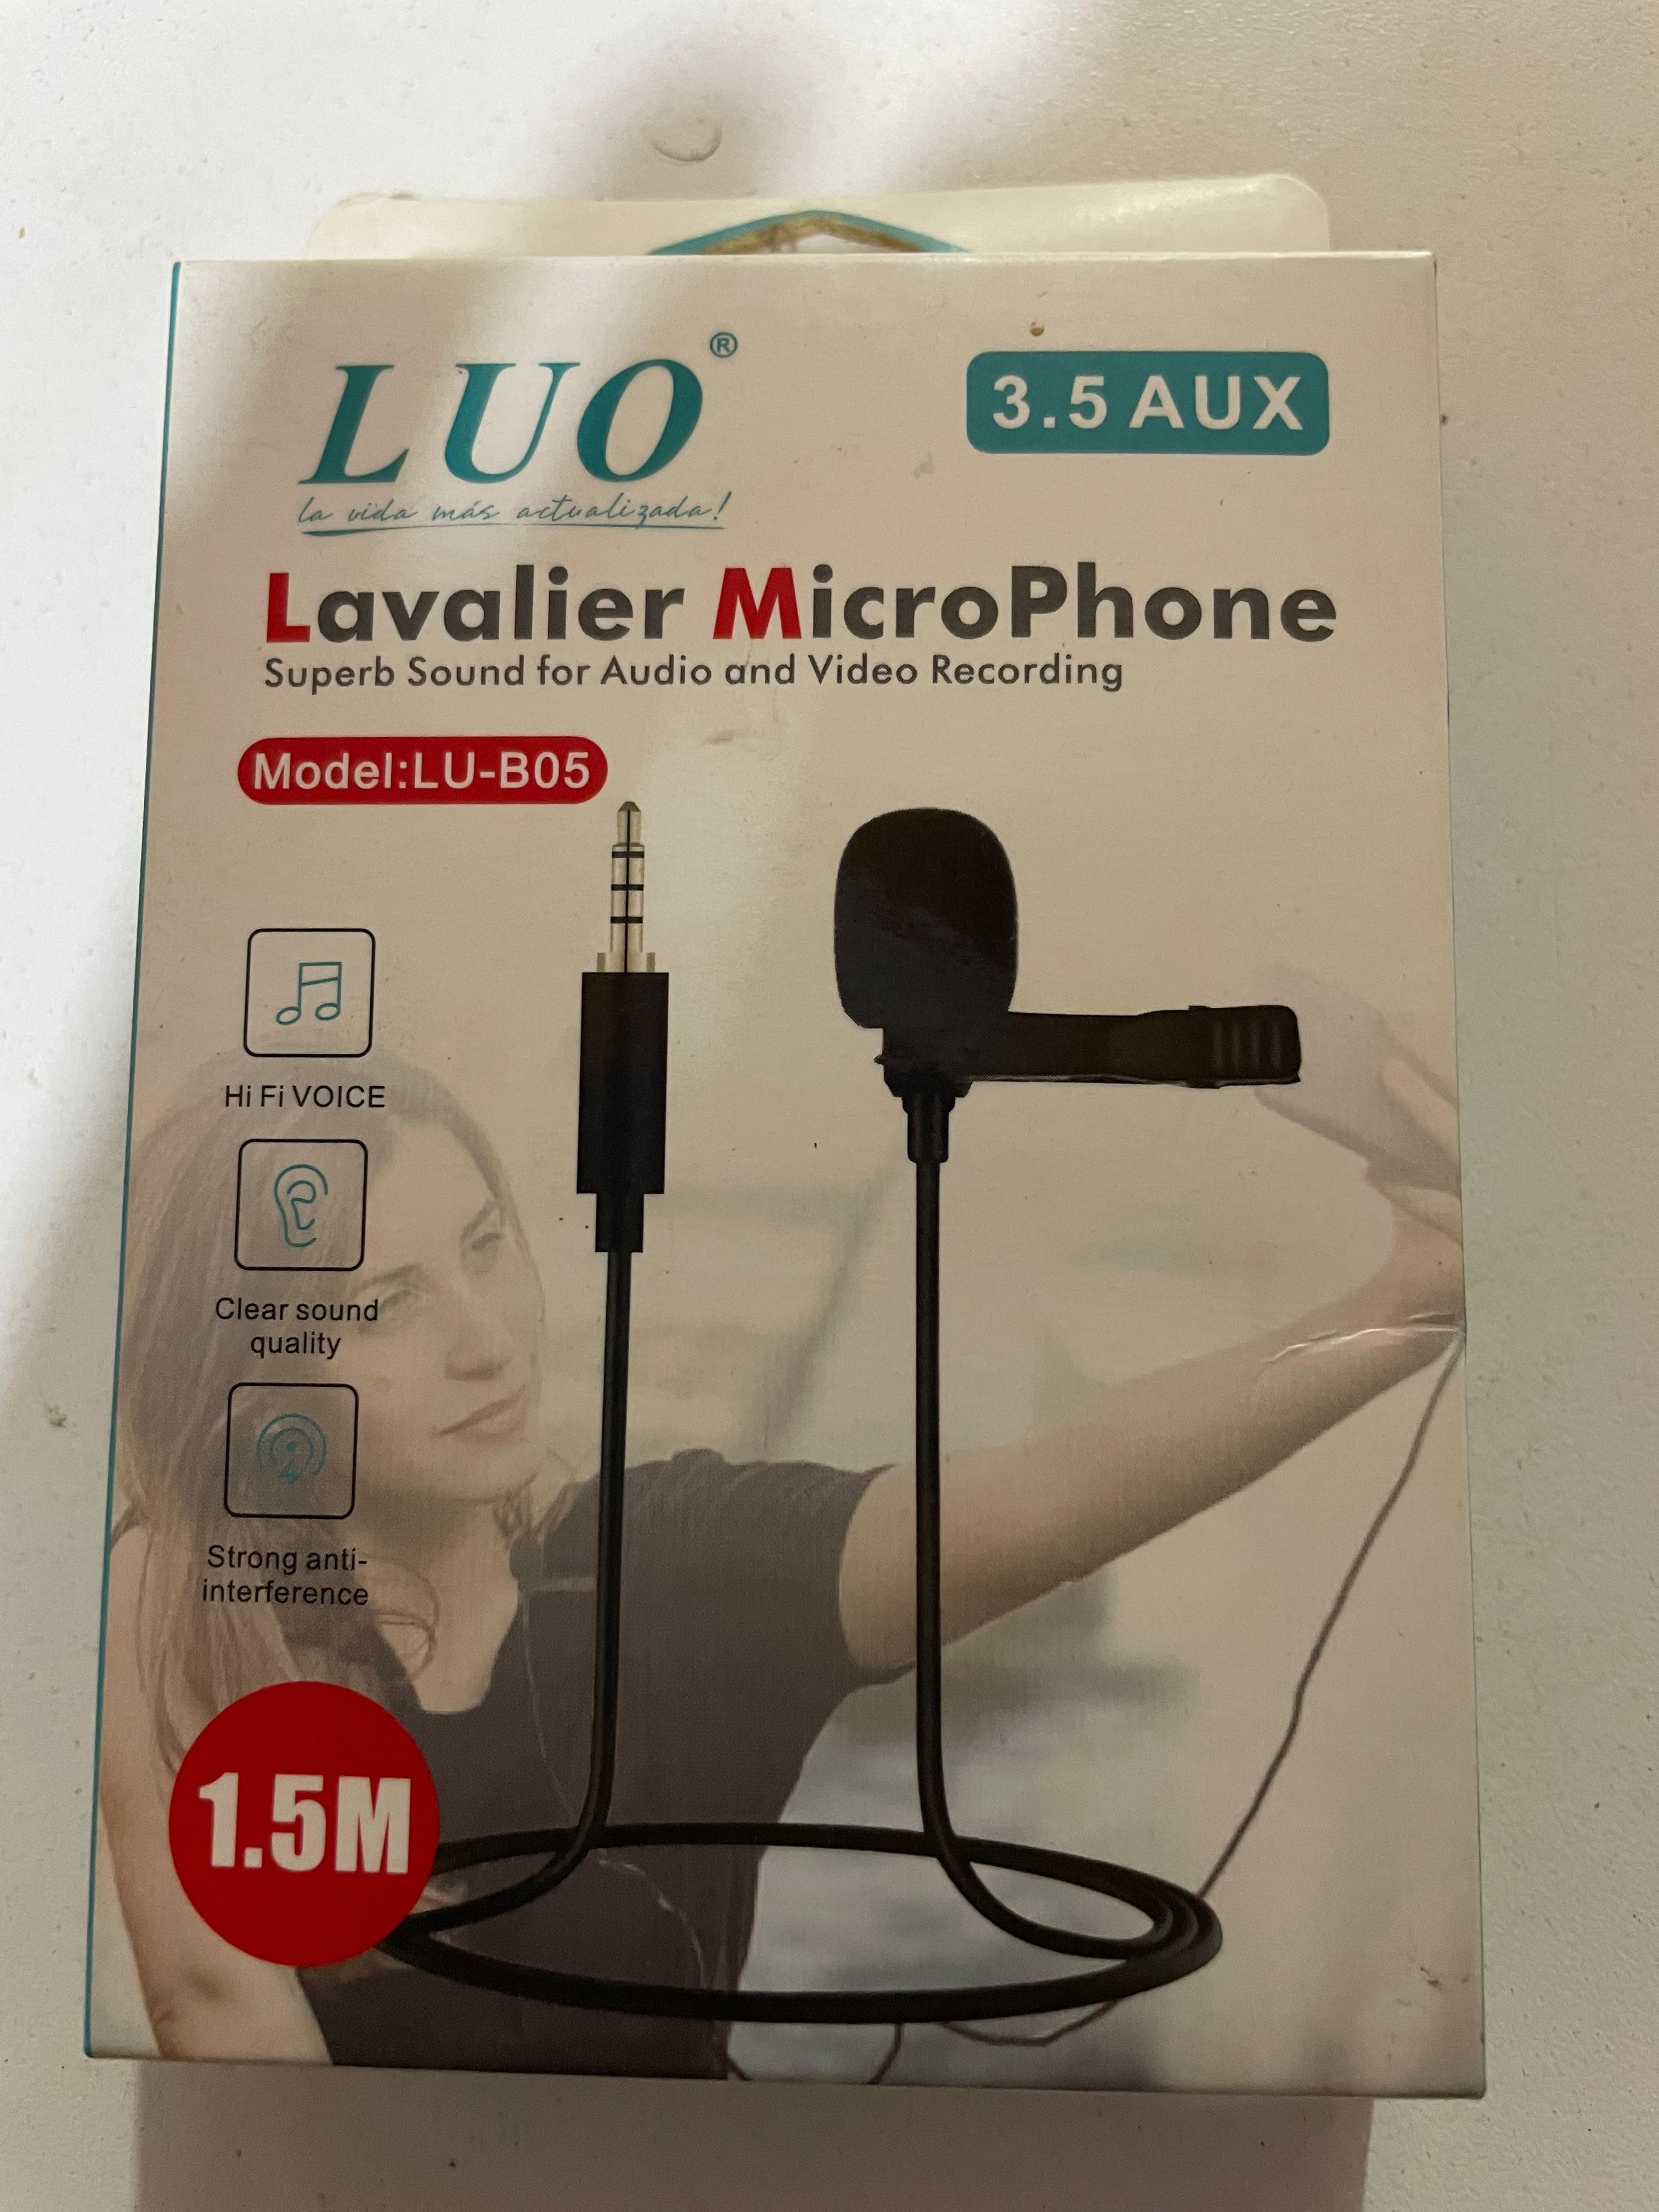 LUO®
3.5 AUX
la vida más actualizada!
Lavalier MicroPhone
Superb Sound for Audio and Video Recording
Model:LU-B05
Hi Fi VOICE
Clear sound
quality
Strong anti-
interference
1.5M